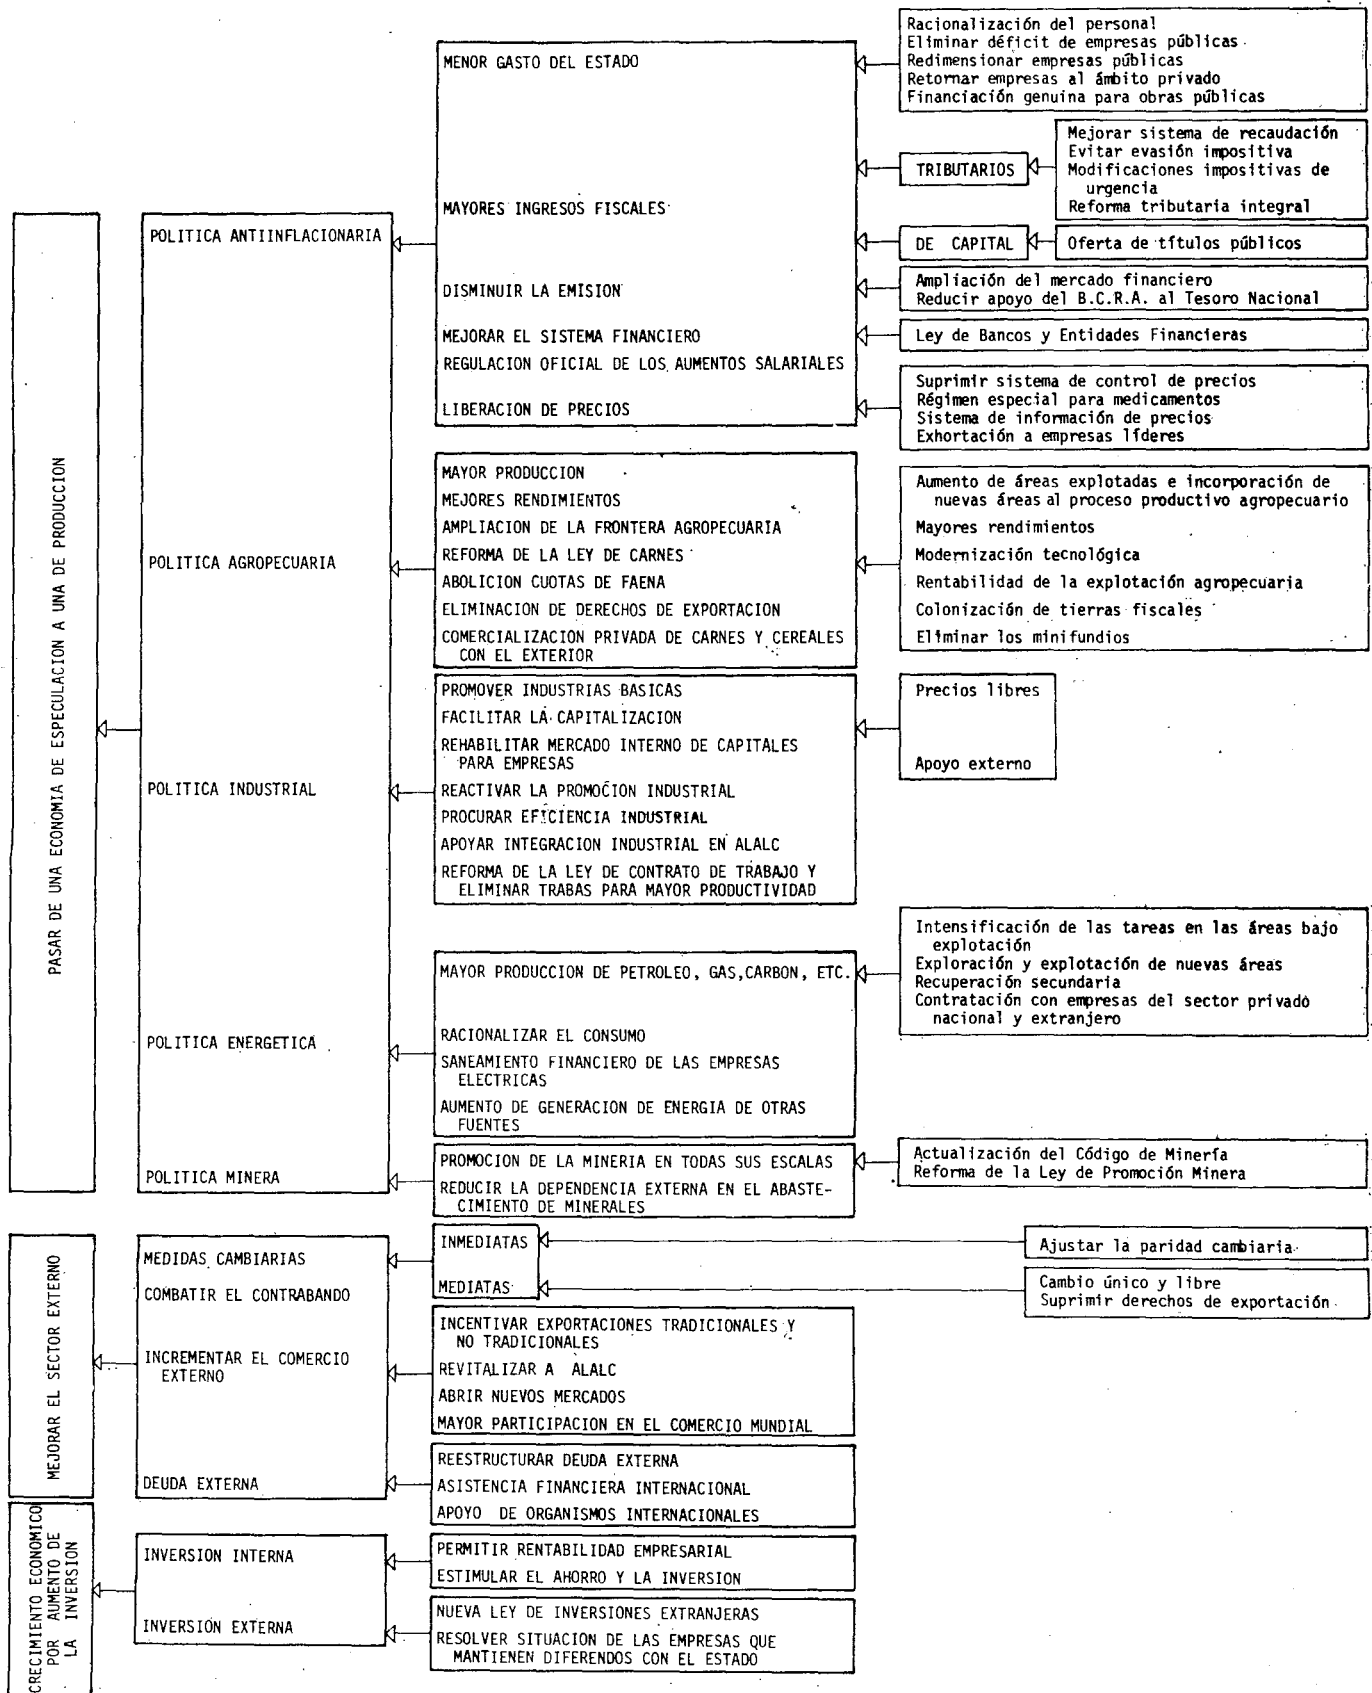 PASAR DE UNA ECONOMIA DE ESPECULACION A UNA DE PRODUCCION
POLITICA ANTIINFLACIONARIA
MENOR GASTO DEL ESTADO
Racionalización del personal
Eliminar déficit de empresas públicas
Redimensionar empresas públicas
Retornar empresas al ámbito privado
Financiación genuina para obras públicas
MAYORES INGRESOS FISCALES
TRIBUTARIOS
Mejorar sistema de recaudación
Evitar evasión impositiva
Modificaciones impositivas de
urgencia
Reforma tributaria integral
DE CAPITAL
Oferta de títulos públicos
DISMINUIR LA EMISION
Ampliación del mercado financiero
Reducir apoyo del B.C.R.A. al Tesoro Nacional
MEJORAR EL SISTEMA FINANCIERO
Ley de Bancos y Entidades Financieras
REGULACION OFICIAL DE LOS AUMENTOS SALARIALES
LIBERACION DE PRECIOS
Suprimir sistema de control de precios
Régimen especial para medicamentos
Sistema de información de precios
Exhortación a empresas líderes
POLITICA AGROPECUARIA
MAYOR PRODUCCION
MEJORES RENDIMIENTOS
AMPLIACION DE LA FRONTERA AGROPECUARIA
REFORMA DE LA LEY DE CARNES
ABOLICION CUOTAS DE FAENA
ELIMINACION DE DERECHOS DE EXPORTACION
COMERCIALIZACION PRIVADA DE CARNES Y CEREALES
CON EL EXTERIOR
Aumento de áreas explotadas e incorporación de
nuevas áreas al proceso productivo agropecuario
Mayores rendimientos
Modernización tecnológica
Rentabilidad de la explotación agropecuaria
Colonización de tierras fiscales
Eliminar los minifundios
POLITICA INDUSTRIAL
PROMOVER INDUSTRIAS BASICAS
FACILITAR LA CAPITALIZACION
REHABILITAR MERCADO INTERNO DE CAPITALES
PARA EMPRESAS
REACTIVAR LA PROMOCION INDUSTRIAL
PROCURAR EFICIENCIA INDUSTRIAL
APOYAR INTEGRACION INDUSTRIAL EN ALALC
REFORMA DE LA LEY DE CONTRATO DE TRABAJO Y
ELIMINAR TRABAS PARA MAYOR PRODUCTIVIDAD
Precios libres
Apoyo externo
POLITICA ENERGETICA
MAYOR PRODUCCION DE PETROLEO, GAS,CARBON, ETC.
Intensificación de las tareas en las áreas bajo
explotación
Exploración y explotación de nuevas áreas
Recuperación secundaria
Contratación con empresas del sector privado
nacional y extranjero
RACIONALIZAR EL CONSUMO
SANEAMIENTO FINANCIERO DE LAS EMPRESAS
ELECTRICAS
AUMENTO DE GENERACION DE ENERGIA DE OTRAS
FUENTES
POLITICA MINERA
PROMOCION DE LA MINERIA EN TODAS SUS ESCALAS
REDUCIR LA DEPENDENCIA EXTERNA EN EL ABASTE-
CIMIENTO DE MINERALES
Actualización del Código de Minería
Reforma de la Ley de Promoción Minera
MEJORAR EL SECTOR EXTERNO
MEDIDAS CAMBIARIAS
INMEDIATAS
Ajustar la paridad cambiaria
MEDIATAS
Cambio único y libre
Suprimir derechos de exportación
COMBATIR EL CONTRABANDO
INCREMENTAR EL COMERCIO
EXTERNO
INCENTIVAR EXPORTACIONES TRADICIONALES Y
NO TRADICIONALES
REVITALIZAR A ALALC
ABRIR NUEVOS MERCADOS
MAYOR PARTICIPACION EN EL COMERCIO MUNDIAL
DEUDA EXTERNA
REESTRUCTURAR DEUDA EXTERNA
ASISTENCIA FINANCIERA INTERNACIONAL
APOYO DE ORGANISMOS INTERNACIONALES
CRECIMIENTO ECONOMICO
POR AUMENTO DE
LA INVERSION
INVERSION INTERNA
PERMITIR RENTABILIDAD EMPRESARIAL
ESTIMULAR EL AHORRO Y LA INVERSION
INVERSION EXTERNA
NUEVA LEY DE INVERSIONES EXTRANJERAS
RESOLVER SITUACION DE LAS EMPRESAS QUE
MANTIENEN DIFERENDOS CON EL ESTADO